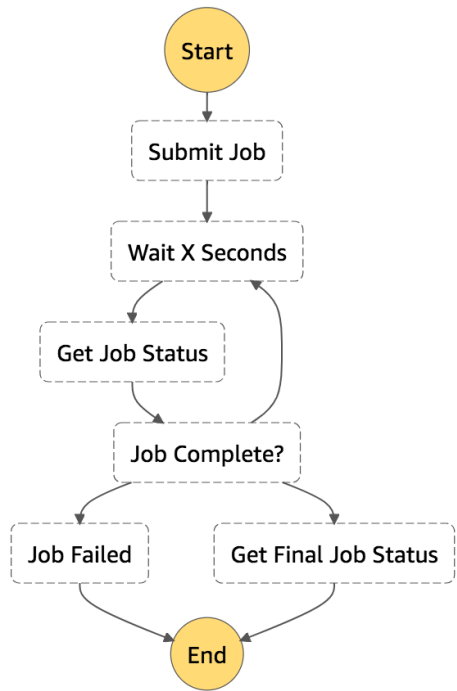 Start
Submit Job
Wait X Seconds
Get Job Status
Job Complete?
Job Failed
Get Final Job Status
End